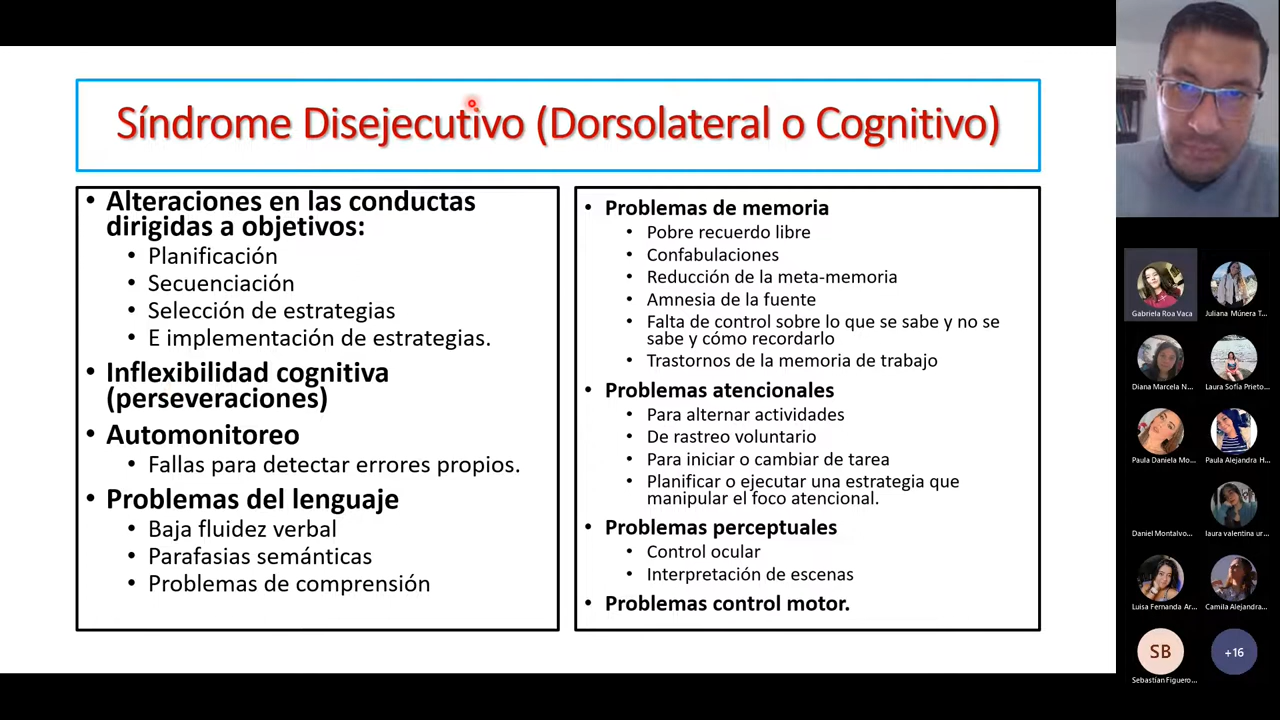 Síndrome Disejecutivo (Dorsolateral o Cognitivo)
• Alteraciones en las conductas
dirigidas a objetivos:
• Planificación
• Secuenciación
• Selección de estrategias
• E implementación de estrategias.
• Inflexibilidad cognitiva
(perseveraciones)
• Automonitoreo
• Fallas para detectar errores propios.
• Problemas del lenguaje
• Baja fluidez verbal
• Parafasias semánticas
• Problemas de comprensión
• Problemas de memoria
• Pobre recuerdo libre
• Confabulaciones
• Reducción de la meta-memoria
• Amnesia de la fuente
• Falta de control sobre lo que se sabe y no se
sabe y cómo recordarlo
• Trastornos de la memoria de trabajo
• Problemas atencionales
• Para alternar actividades
• De rastreo voluntario
• Para iniciar o cambiar de tarea
• Planificar o ejecutar una estrategia que
manipular el foco atencional.
• Problemas perceptuales
• Control ocular
• Interpretación de escenas
• Problemas control motor.
Gabriela Roa Vaca
Juliana Múnera T...
Diana Marcela N...
Laura Sofía Prieto...
Paula Daniela Mo...
Paula Alejandra H...
Daniel Montalvo...
laura valentina ur...
Luisa Fernanda Ar...
Camila Alejandra...
SB
+16
Sebastían Figuero...